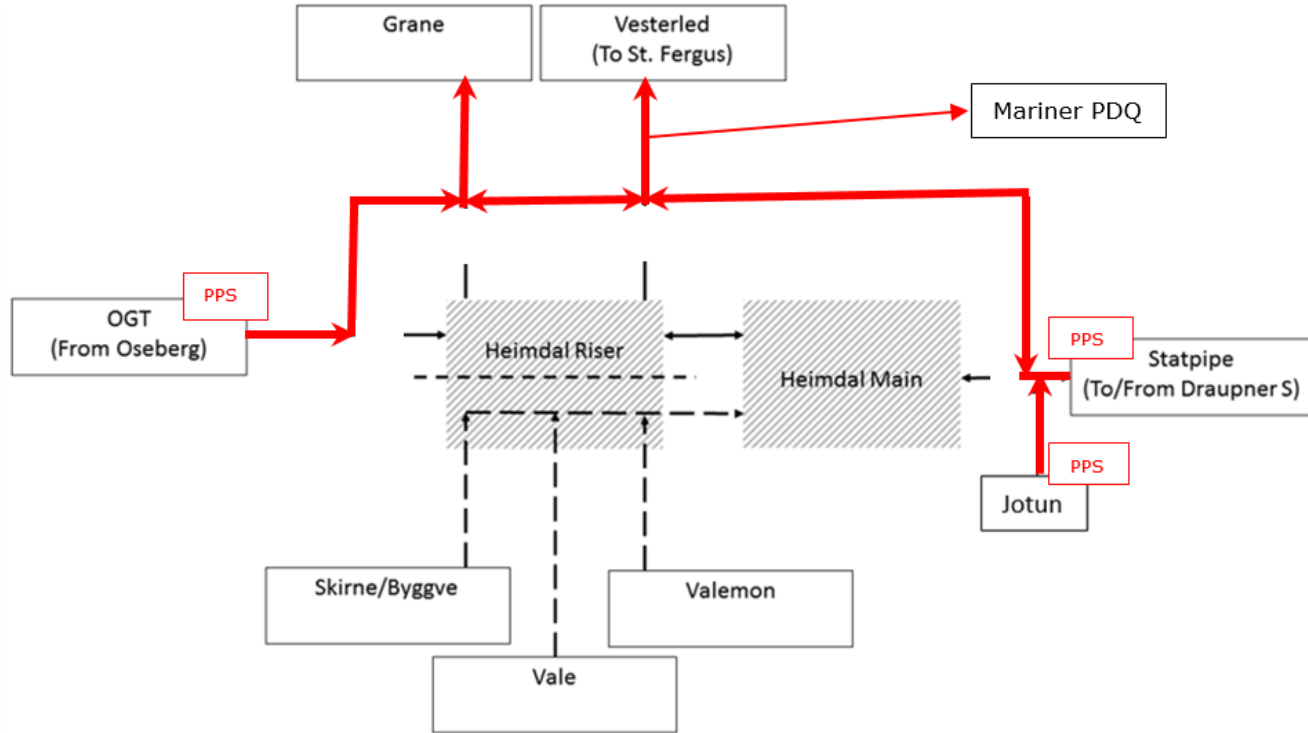 Grane
Vesterled
(To St. Fergus)
Mariner PDQ
PPS
OGT
(From Oseberg)
Heimdal Riser
Heimdal Main
PPS
Statpipe
(To/From Draupner S)
PPS
Jotun
Skirne/Byggve
Valemon
Vale